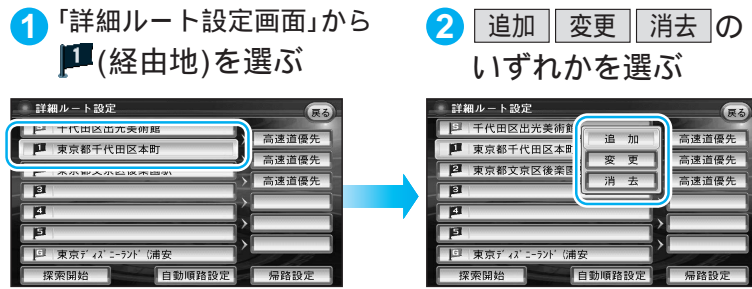 1 「詳細ルート設定画面」から
1 (経由地)を選ぶ
詳細ルート設定
戻る
S 千代田区出光美術館
高速道優先
1 東京都千代田区本町
高速道優先
2 東京都文京区後楽園駅
高速道優先
3
4
5
G 東京ディズニーランド(浦安
探索開始
自動順路設定
帰路設定
2 追加 変更 消去 の
いずれかを選ぶ
詳細ルート設定
戻る
S 千代田区出光美術館
追 加
高速道優先
1 東京都千代田区本町
変 更
高速道優先
2 東京都文京区後楽園
消 去
高速道優先
3
4
5
G 東京ディズニーランド(浦安
探索開始
自動順路設定
帰路設定